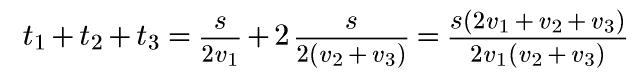 t₁ + t₂ + t₃ = s/(2v₁) + 2 s/(2(v₂ + v₃)) = s(2v₁ + v₂ + v₃)/(2v₁(v₂ + v₃))